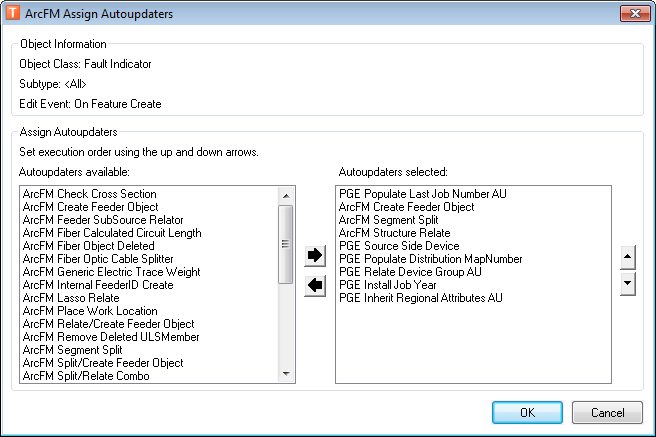 T ArcFM Assign Autoupdaters
Object Information
Object Class: Fault Indicator
Subtype: <All>
Edit Event: On Feature Create
Assign Autoupdaters
Set execution order using the up and down arrows.
Autoupdaters available:
ArcFM Check Cross Section
ArcFM Create Feeder Object
ArcFM Feeder SubSource Relator
ArcFM Fiber Calculated Circuit Length
ArcFM Fiber Object Deleted
ArcFM Fiber Optic Cable Splitter
ArcFM Generic Electric Trace Weight
ArcFM Internal FeederID Create
ArcFM Lasso Relate
ArcFM Place Work Location
ArcFM Relate/Create Feeder Object
ArcFM Remove Deleted ULSMember
ArcFM Segment Split
ArcFM Split/Create Feeder Object
ArcFM Split/Relate Combo
Autoupdaters selected:
PGE Populate Last Job Number AU
ArcFM Create Feeder Object
ArcFM Segment Split
ArcFM Structure Relate
PGE Source Side Device
PGE Populate Distribution MapNumber
PGE Relate Device Group AU
PGE Install Job Year
PGE Inherit Regional Attributes AU
OK
Cancel